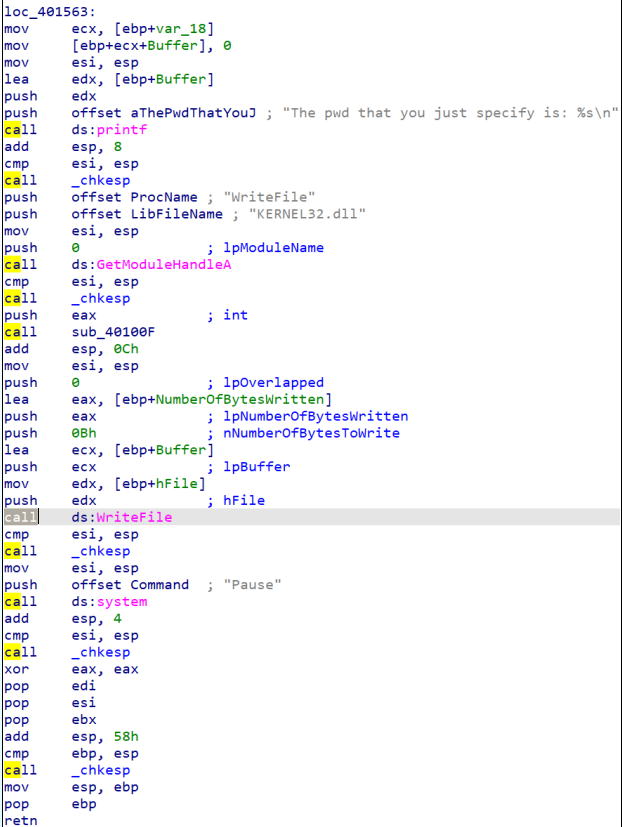 loc_401563:
mov ecx, [ebp+var_18]
mov [ebp+ecx+Buffer], 0
mov esi, esp
lea edx, [ebp+Buffer]
push edx
push offset aThePwdThatYouJ ; "The pwd that you just specify is: %s\n"
call ds:printf
add esp, 8
cmp esi, esp
call _chkesp
push offset ProcName ; "WriteFile"
push offset LibFileName ; "KERNEL32.dll"
mov esi, esp
push 0 ; lpModuleName
call ds:GetModuleHandleA
cmp esi, esp
call _chkesp
push eax ; int
call sub_40100F
add esp, 0Ch
mov esi, esp
push 0 ; lpOverlapped
lea eax, [ebp+NumberOfBytesWritten]
push eax ; lpNumberOfBytesWritten
push 0Bh ; nNumberOfBytesToWrite
lea ecx, [ebp+Buffer]
push ecx ; lpBuffer
mov edx, [ebp+hFile]
push edx ; hFile
call ds:WriteFile
cmp esi, esp
call _chkesp
mov esi, esp
push offset Command ; "Pause"
call ds:system
add esp, 4
cmp esi, esp
call _chkesp
xor eax, eax
pop edi
pop esi
pop ebx
add esp, 58h
cmp ebp, esp
call _chkesp
mov esp, ebp
pop ebp
retn